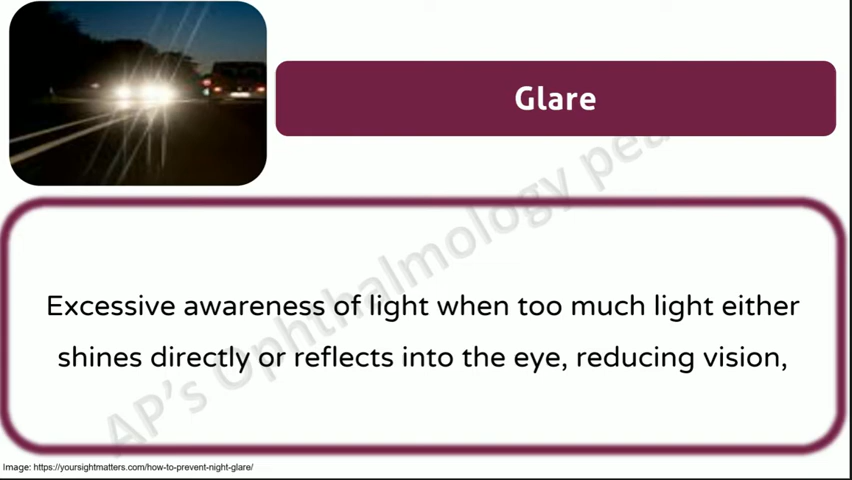 Glare
Excessive awareness of light when too much light either
shines directly or reflects into the eye, reducing vision,
AP's Ophthalmology pea
Image: https://yoursightmatters.com/how-to-prevent-night-glare/